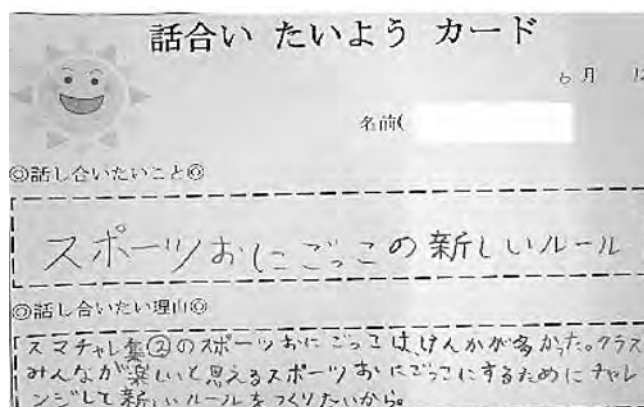 話合い たいよう カード
6月 12
名前(
◎話し合いたいこと◎
スポーツおにごっこの新しいルール
◎話し合いたい理由◎
スマチャレ集②のスポーツおにごっこは、けんかが多かった。クラス
みんなが楽しいと思えるスポーツおにごっこにするためにチャレ
ンジして新しいルールをつくりたいから。